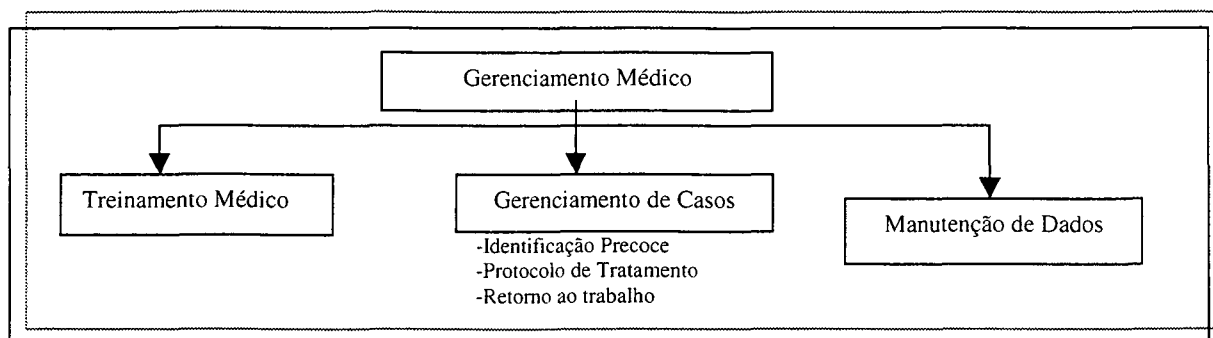 Gerenciamento Médico
Treinamento Médico
Gerenciamento de Casos
-Identificação Precoce
-Protocolo de Tratamento
-Retorno ao trabalho
Manutenção de Dados